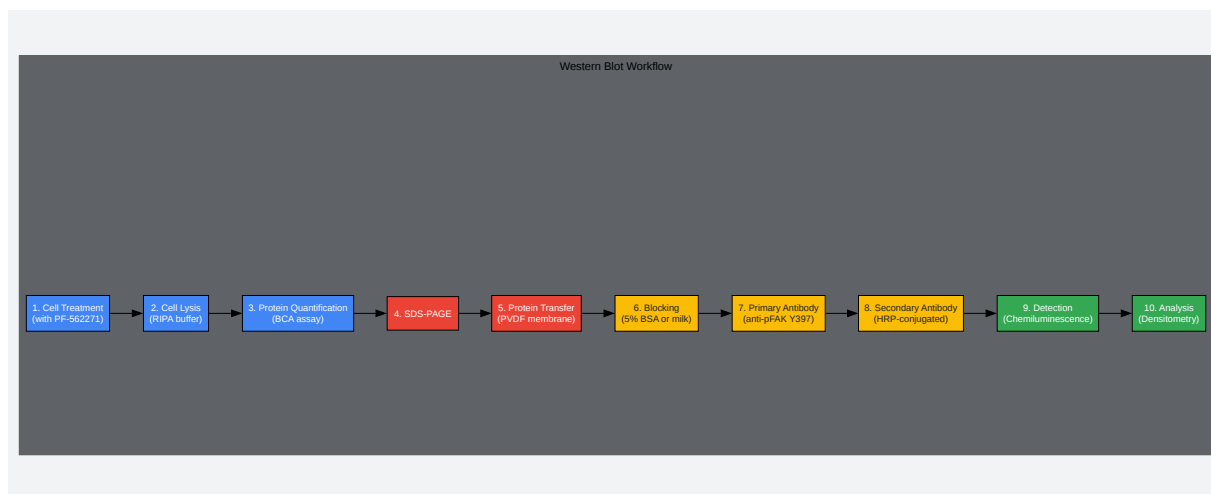 Western Blot Workflow
1. Cell Treatment
(with PF-562271)
2. Cell Lysis
(RIPA buffer)
3. Protein Quantification
(BCA assay)
4. SDS-PAGE
5. Protein Transfer
(PVDF membrane)
6. Blocking
(5% BSA or milk)
7. Primary Antibody
(anti-pFAK Y397)
8. Secondary Antibody
(HRP-conjugated)
9. Detection
(Chemiluminescence)
10. Analysis
(Densitometry)